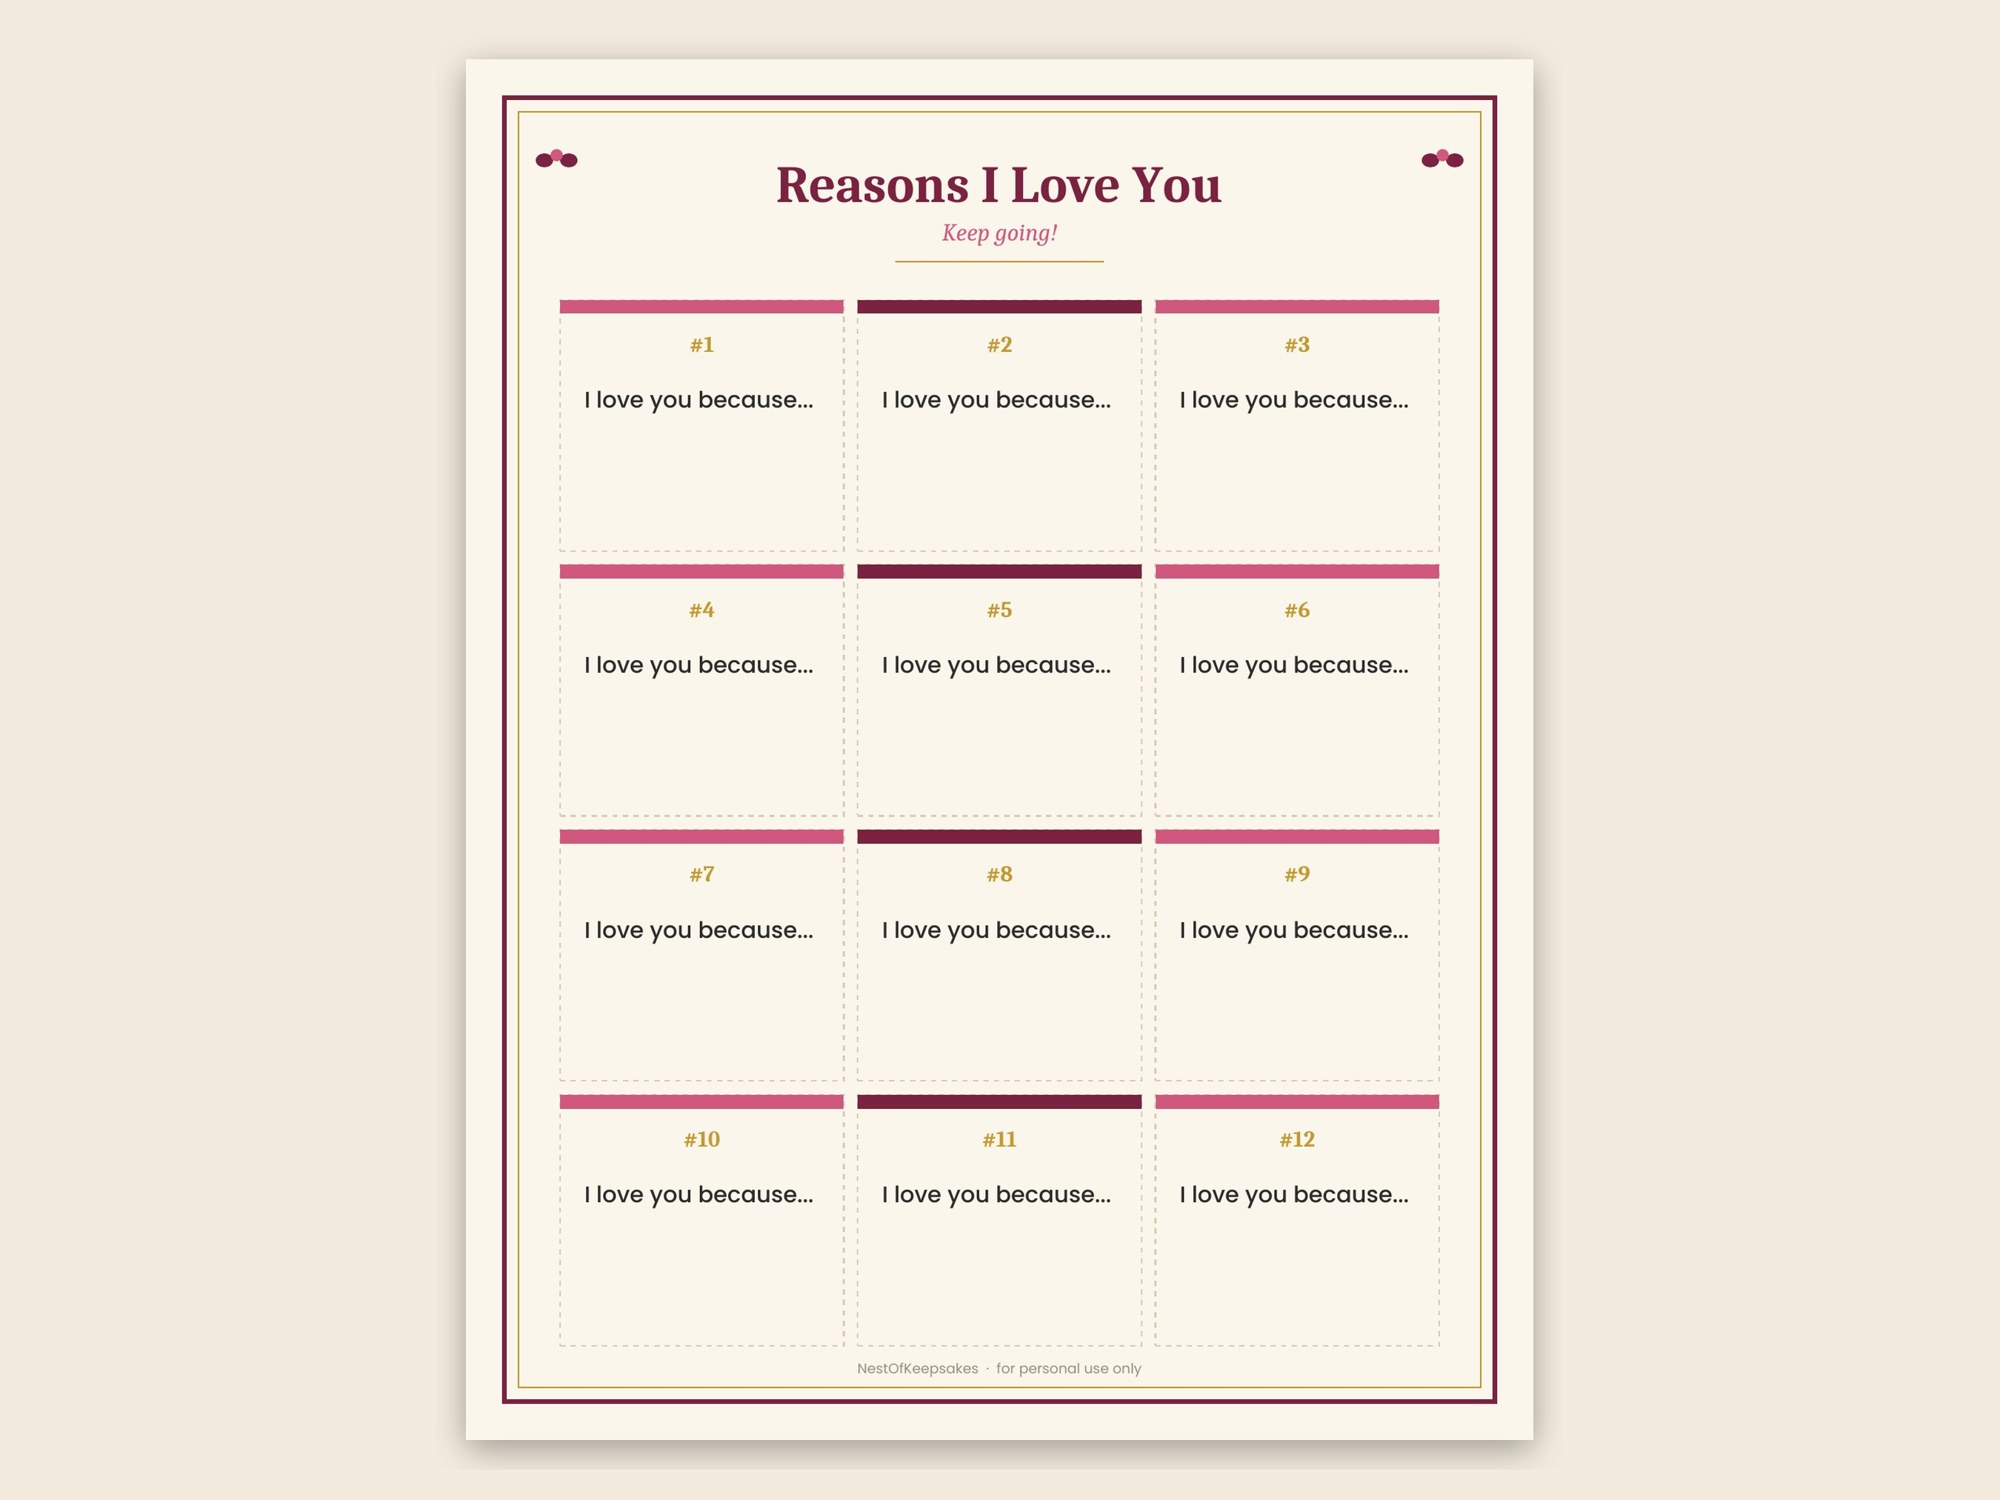 Reasons I Love You
Keep going!
#1
I love you because...
#2
I love you because...
#3
I love you because...
#4
I love you because...
#5
I love you because...
#6
I love you because...
#7
I love you because...
#8
I love you because...
#9
I love you because...
#10
I love you because...
#11
I love you because...
#12
I love you because...
NestOfKeepsakes · for personal use only